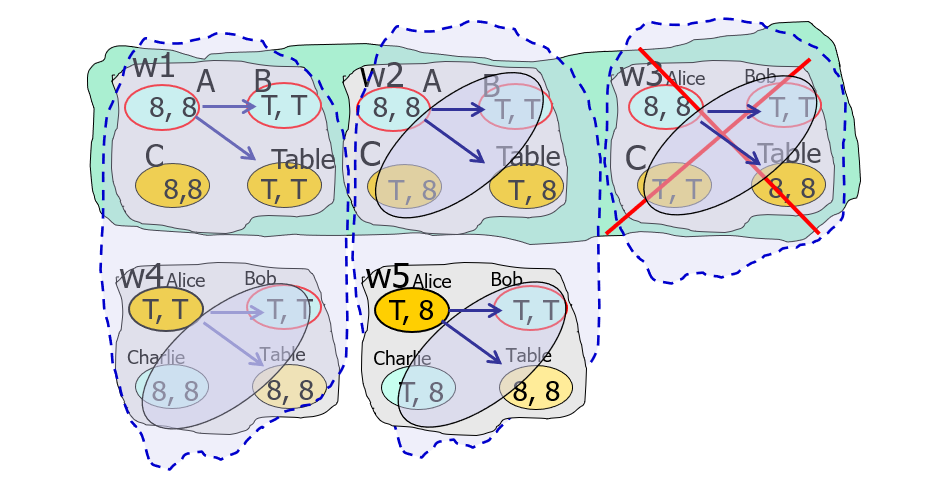 w1 A B
8, 8 T, T
C Table
8,8 T, T
w2 A B
8, 8 T, T
C Table
T, 8 T, 8
w3 Alice Bob
8, 8 T, T
C Table
T, T 8, 8
w4 Alice Bob
T, T T, T
Charlie Table
8, 8 8, 8
w5 Alice Bob
T, 8 T, T
Charlie Table
T, 8 8, 8